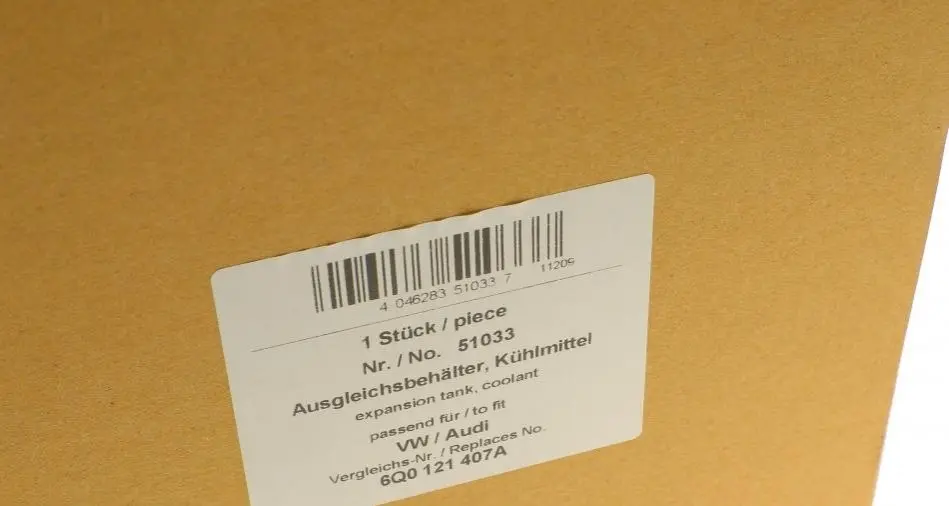 4 046283 51033 7 11209
1 Stück / piece
Nr. / No. 51033
Ausgleichsbehälter, Kühlmittel
expansion tank, coolant
passend für / to fit
VW / Audi
Vergleichs-Nr. / Replaces No.
6Q0 121 407A